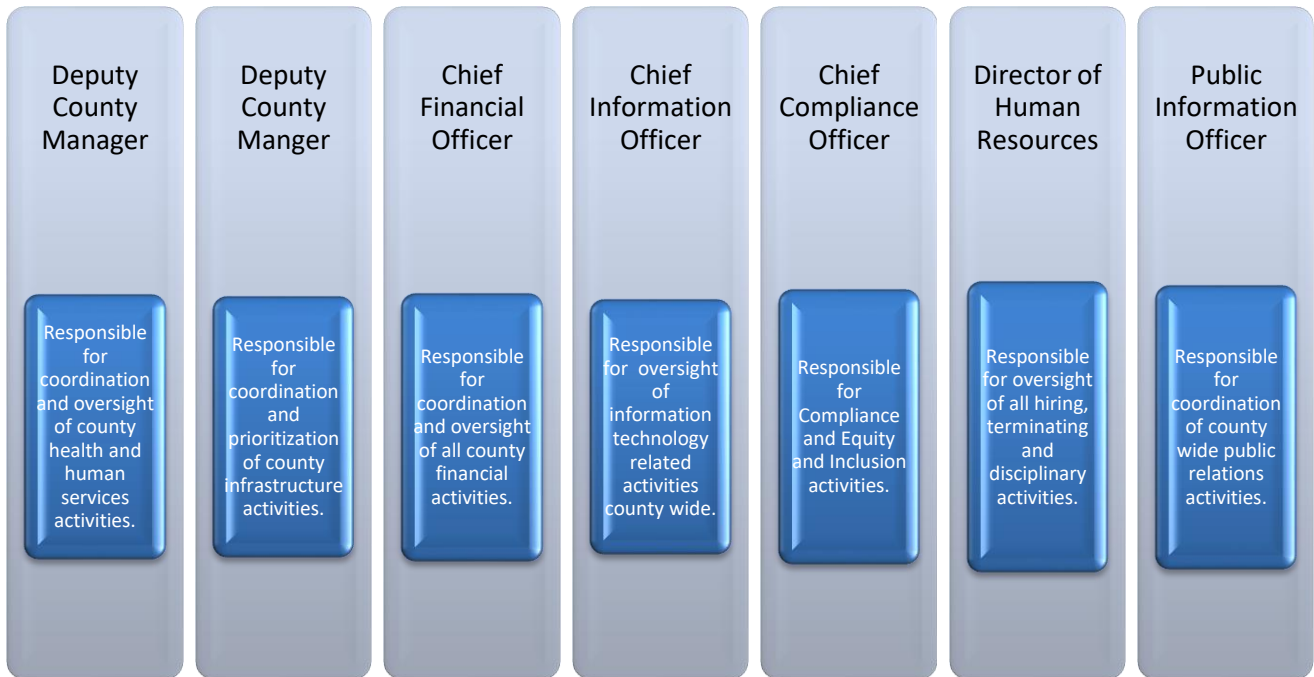 Deputy
County
Manager
Responsible
for
coordination
and oversight
of county
health and
human
services
activities.
Deputy
County
Manger
Responsible
for
coordination
and
prioritization
of county
infrastructure
activities.
Chief
Financial
Officer
Responsible
for
coordination
and oversight
of all county
financial
activities.
Chief
Information
Officer
Responsible
for oversight
of
information
technology
related
activities
county wide.
Chief
Compliance
Officer
Responsible
for
Compliance
and Equity
and Inclusion
activities.
Director of
Human
Resources
Responsible
for oversight
of all hiring,
terminating
and
disciplinary
activities.
Public
Information
Officer
Responsible
for
coordination
of county
wide public
relations
activities.